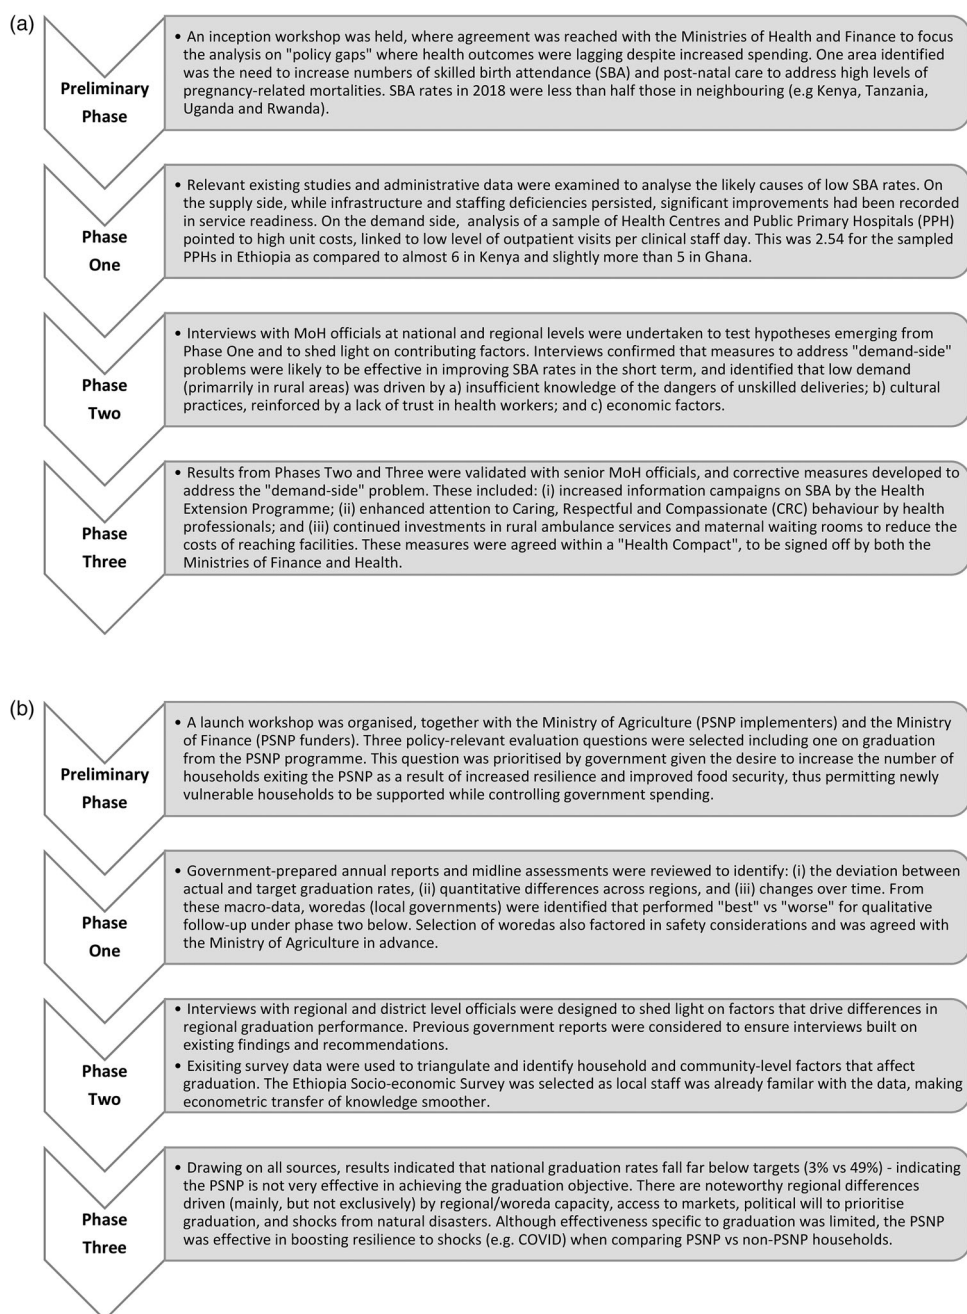 (a)
• An inception workshop was held, where agreement was reached with the Ministries of Health and Finance to focus
the analysis on "policy gaps" where health outcomes were lagging despite increased spending. One area identified
was the need to increase numbers of skilled birth attendance (SBA) and post-natal care to address high levels of
pregnancy-related mortalities. SBA rates in 2018 were less than half those in neighbouring (e.g Kenya, Tanzania,
Uganda and Rwanda).
Preliminary
Phase
• Relevant existing studies and administrative data were examined to analyse the likely causes of low SBA rates. On
the supply side, while infrastructure and staffing deficiencies persisted, significant improvements had been recorded
in service readiness. On the demand side, analysis of a sample of Health Centres and Public Primary Hospitals (PPH)
pointed to high unit costs, linked to low level of outpatient visits per clinical staff day. This was 2.54 for the sampled
PPHs in Ethiopia as compared to almost 6 in Kenya and slightly more than 5 in Ghana.
Phase
One
• Interviews with MoH officials at national and regional levels were undertaken to test hypotheses emerging from
Phase One and to shed light on contributing factors. Interviews confirmed that measures to address "demand-side"
problems were likely to be effective in improving SBA rates in the short term, and identified that low demand
(primarily in rural areas) was driven by a) insufficient knowledge of the dangers of unskilled deliveries; b) cultural
practices, reinforced by a lack of trust in health workers; and c) economic factors.
Phase
Two
• Results from Phases Two and Three were validated with senior MoH officials, and corrective measures developed to
address the "demand-side" problem. These included: (i) increased information campaigns on SBA by the Health
Extension Programme; (ii) enhanced attention to Caring, Respectful and Compassionate (CRC) behaviour by health
professionals; and (iii) continued investments in rural ambulance services and maternal waiting rooms to reduce the
costs of reaching facilities. These measures were agreed within a "Health Compact", to be signed off by both the
Ministries of Finance and Health.
Phase
Three
(b)
• A launch workshop was organised, together with the Ministry of Agriculture (PSNP implementers) and the Ministry
of Finance (PSNP funders). Three policy-relevant evaluation questions were selected including one on graduation
from the PSNP programme. This question was prioritised by government given the desire to increase the number of
households exiting the PSNP as a result of increased resilience and improved food security, thus permitting newly
vulnerable households to be supported while controlling government spending.
Preliminary
Phase
• Government-prepared annual reports and midline assessments were reviewed to identify: (i) the deviation between
actual and target graduation rates, (ii) quantitative differences across regions, and (iii) changes over time. From
these macro-data, woredas (local governments) were identified that performed "best" vs "worse" for qualitative
follow-up under phase two below. Selection of woredas also factored in safety considerations and was agreed with
the Ministry of Agriculture in advance.
Phase
One
• Interviews with regional and district level officials were designed to shed light on factors that drive differences in
regional graduation performance. Previous government reports were considered to ensure interviews built on
existing findings and recommendations.
• Exisiting survey data were used to triangulate and identify household and community-level factors that affect
graduation. The Ethiopia Socio-economic Survey was selected as local staff was already familar with the data, making
econometric transfer of knowledge smoother.
Phase
Two
• Drawing on all sources, results indicated that national graduation rates fall far below targets (3% vs 49%) - indicating
the PSNP is not very effective in achieving the graduation objective. There are noteworthy regional differences
driven (mainly, but not exclusively) by regional/woreda capacity, access to markets, political will to prioritise
graduation, and shocks from natural disasters. Although effectiveness specific to graduation was limited, the PSNP
was effective in boosting resilience to shocks (e.g. COVID) when comparing PSNP vs non-PSNP households.
Phase
Three